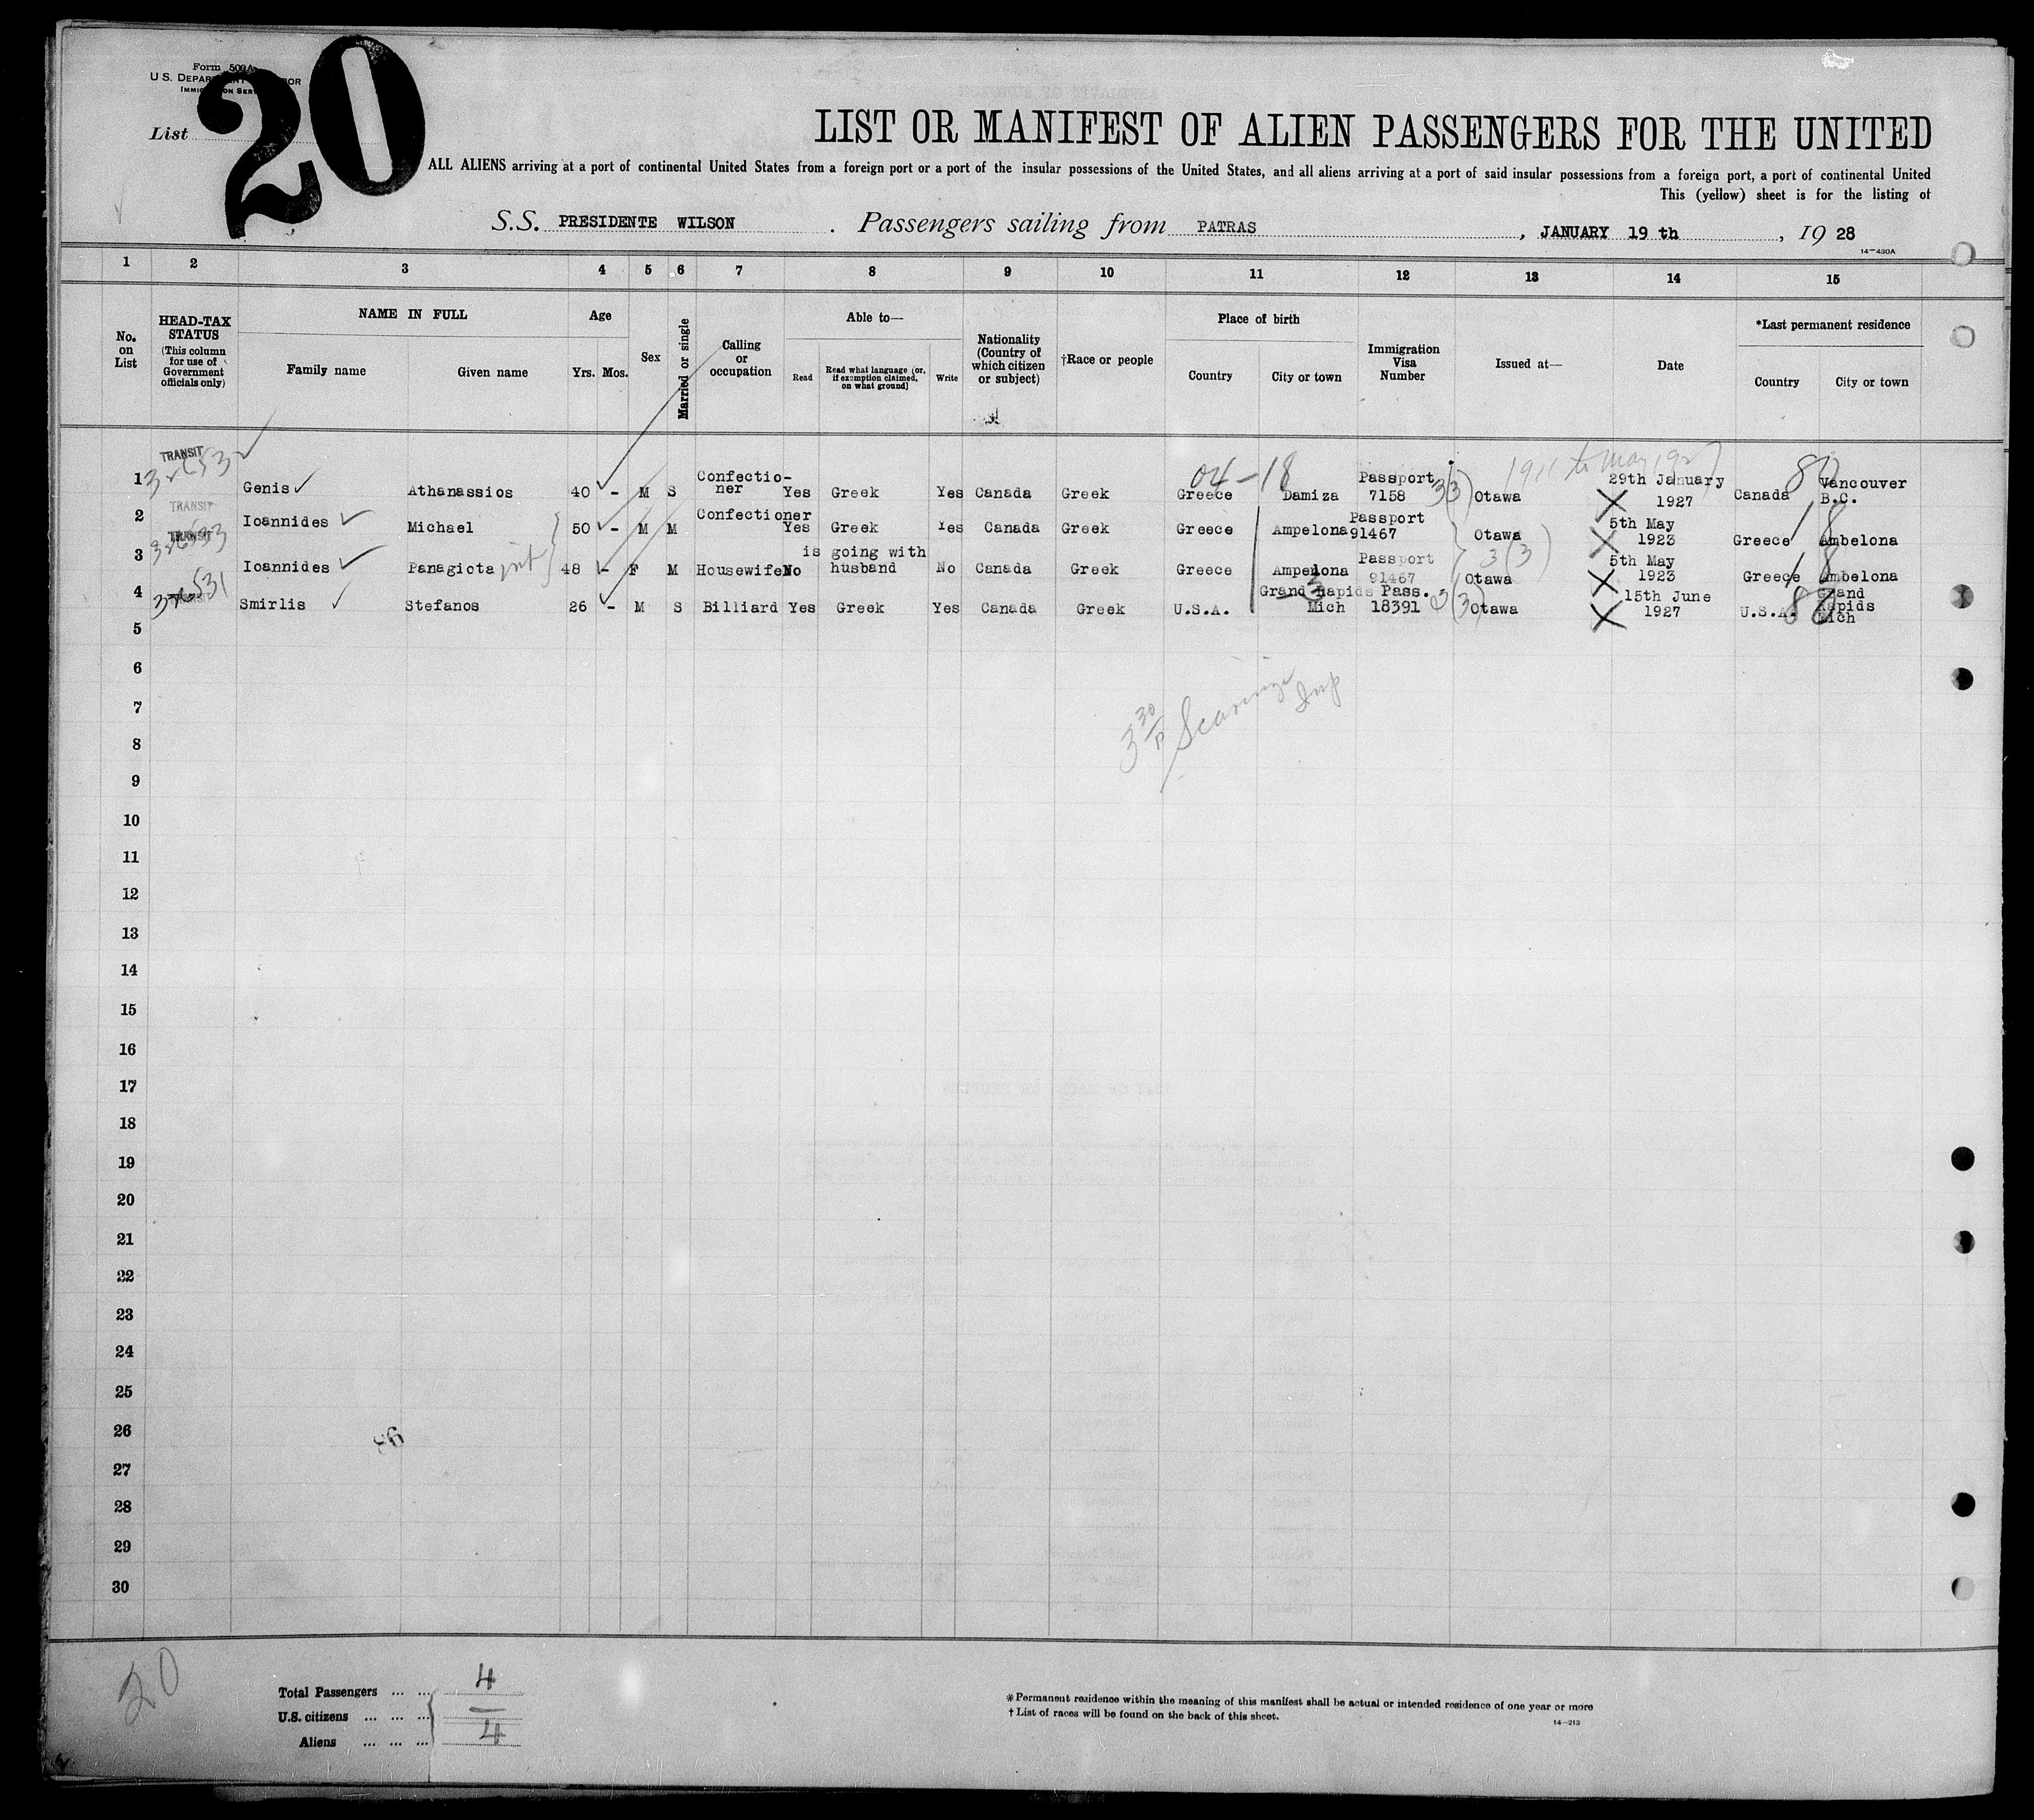 Form 500A
U.S. DEPARTMENT OF LABOR
IMMIGRATION SERVICE
List 20
LIST OR MANIFEST OF ALIEN PASSENGERS FOR THE UNITED
ALL ALIENS arriving at a port of continental United States from a foreign port or a port of the insular possessions of the United States, and all aliens arriving at a port of said insular possessions from a foreign port, a port of continental United
This (yellow) sheet is for the listing of
S.S. PRESIDENTE WILSON . Passengers sailing from PATRAS , JANUARY 19 th , 19 28
14-430A
1 2 3 4 5 6 7 8 9 10 11 12 13 14 15
No. on List
HEAD-TAX STATUS
(This column for use of Government officials only)
NAME IN FULL
Family name Given name
Age
Yrs. Mos.
Sex
Married or single
Calling or occupation
Able to—
Read
Read what language [or, if exemption claimed, on what ground]
Write
Nationality (Country of which citizen or subject)
†Race or people
Place of birth
Country City or town
Immigration Visa Number
Issued at—
Date
*Last permanent residence
Country City or town
04-18
1911 to May 1927
1 TRANSIT Genis Athanassios 40 - M S Confectioner Yes Greek Yes Canada Greek Greece Damiza Passport 7158 3(3) Otawa 29th January 1927 Canada Vancouver B.C.
2 TRANSIT Ioannides Michael 50 - M M Confectioner Yes Greek Yes Canada Greek Greece Ampelona Passport 91467 Otawa 5th May 1923 Greece Ambelona
3 TRANSIT Ioannides Panagiota 48 - F M Housewife No is going with husband No Canada Greek Greece Ampelona Passport 91467 3(3) Otawa 5th May 1923 Greece Ambelona
4 Smirlis Stefanos 26 - M S Billiard Yes Greek Yes Canada Greek U.S.A. Grand Rapids Mich Pass. 18391 3(3) Otawa 15th June 1927 U.S.A. Grand Rapids Mich
5
6
7
8
9
10
11
12
13
14
15
16
17
18
19
20
21
22
23
24
25
26
27
28
29
30
20
Total Passengers ... ... 4
U.S. citizens ... ... ... —
Aliens ... ... ... 4
*Permanent residence within the meaning of this manifest shall be actual or intended residence of one year or more
†List of races will be found on the back of this sheet.
14-213